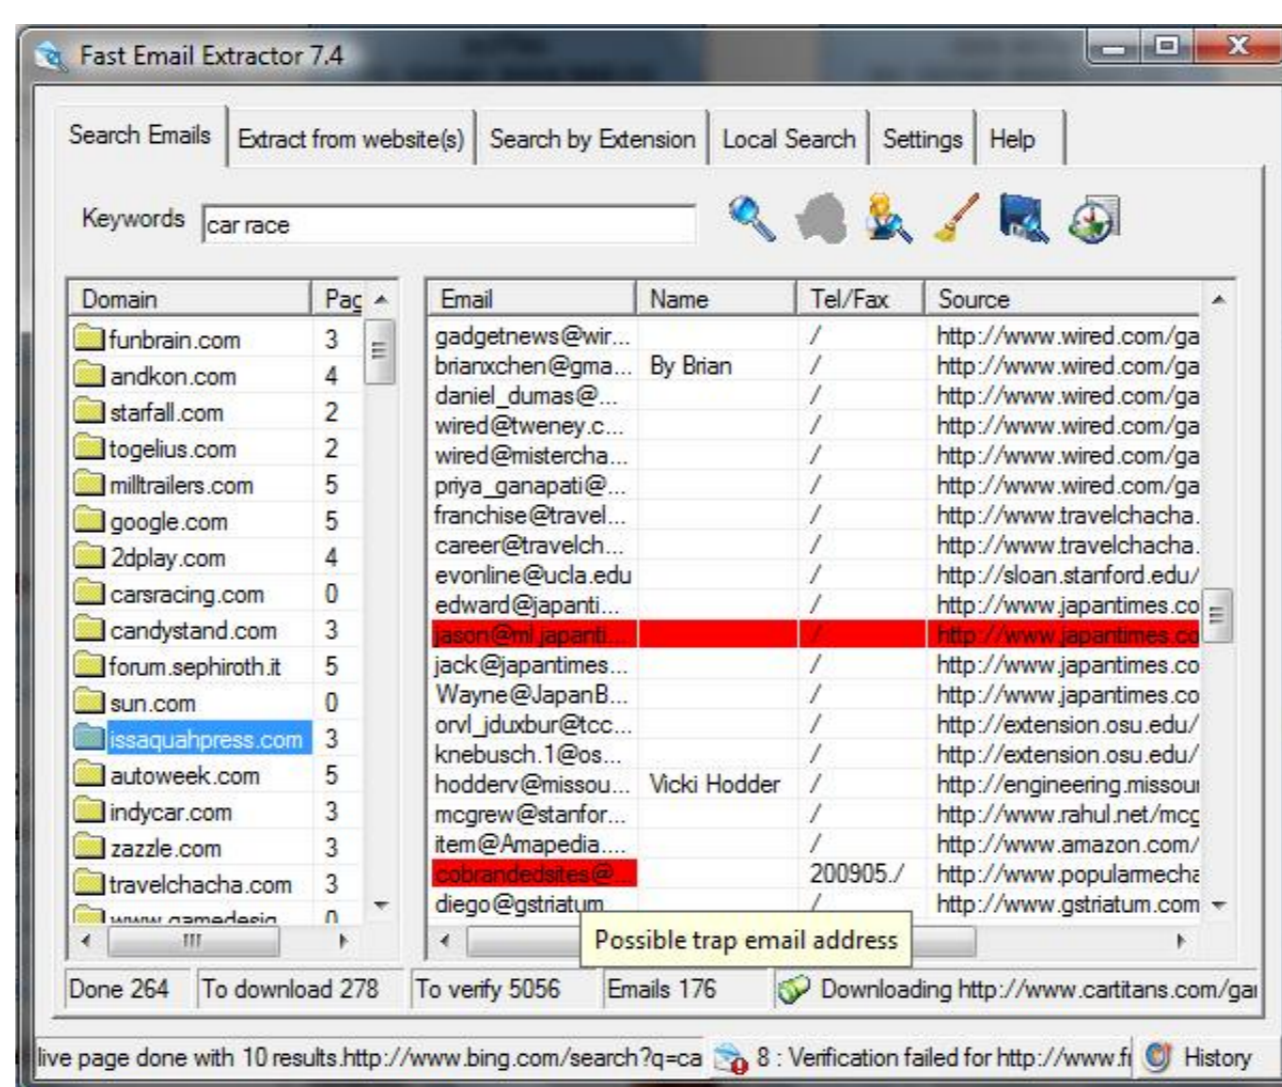 Fast Email Extractor 7.4
Search Emails Extract from website(s) Search by Extension Local Search Settings Help
Keywords car race
Domain Pag
funbrain.com 3
andkon.com 4
starfall.com 2
togelius.com 2
milltrailers.com 5
google.com 5
2dplay.com 4
carsracing.com 0
candystand.com 3
forum.sephiroth.it 5
sun.com 0
issaquahpress.com 3
autoweek.com 5
indycar.com 3
zazzle.com 3
travelchacha.com 3
www.gamedesig 0
Email Name Tel/Fax Source
gadgetnews@wir... / http://www.wired.com/ga
brianxchen@gma... By Brian / http://www.wired.com/ga
daniel_dumas@... / http://www.wired.com/ga
wired@tweney.c... / http://www.wired.com/ga
wired@mistercha... / http://www.wired.com/ga
priya_ganapati@... / http://www.wired.com/ga
franchise@travel... / http://www.travelchacha.
career@travelch... / http://www.travelchacha.
evonline@ucla.edu / http://sloan.stanford.edu/
edward@japanti... / http://www.japantimes.co
jason@ml.japanti... / http://www.japantimes.co
jack@japantimes... / http://www.japantimes.co
Wayne@JapanB... / http://www.japantimes.co
orvl_jduxbur@tcc... / http://extension.osu.edu/
knebusch.1@os... / http://extension.osu.edu/
hodderv@missou... Vicki Hodder / http://engineering.missour
mcgrew@stanfor... / http://www.rahul.net/mcg
item@Amapedia.... / http://www.amazon.com/
cobrandedsites@... 200905./ http://www.popularmecha
diego@gstriatum / http://www.gstriatum.com
Possible trap email address
Done 264 To download 278 To verify 5056 Emails 176 Downloading http://www.cartitans.com/gar
live page done with 10 results.http://www.bing.com/search?q=ca 8 : Verification failed for http://www.fr History